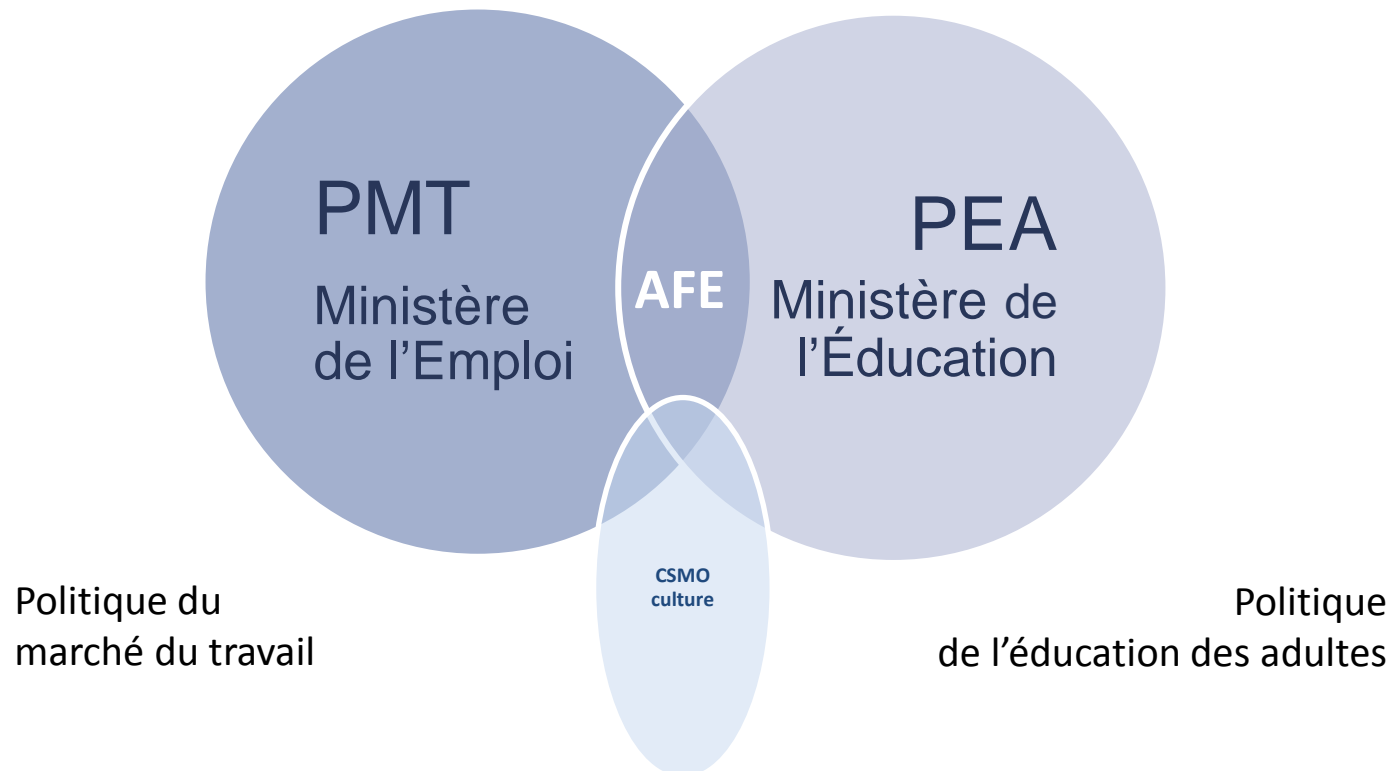 PMT
Ministère
de l’Emploi
AFE
PEA
Ministère de
l’Éducation
CSMO
culture
Politique du
marché du travail
Politique
de l’éducation des adultes